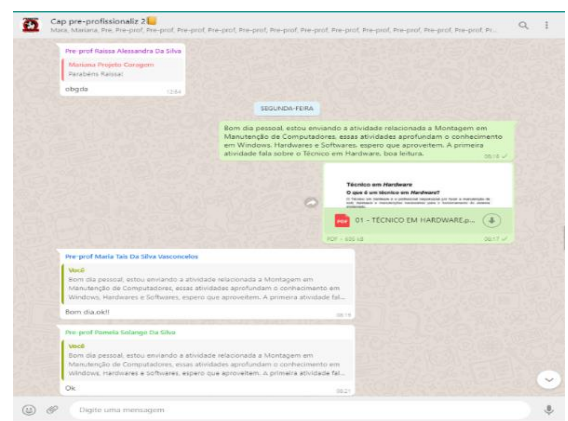 Cap pre-profissionaliz 2
Mara, Mariana, Pre, Pre-prof, Pre-prof, Pre-prof, Pre-prof, Pre-prof, Pre-prof, Pre-prof, Pre-prof, Pre-prof, Pre-prof, Pre-prof, Pr...
Pre-prof Raissa Alessandra Da Silva
Mariana Projeto Coragem
Parabéns Raissa!
obgda
SEGUNDA-FEIRA
Bom dia pessoal, estou enviando a atividade relacionada a Montagem em
Manutenção de Computadores, essas atividades aprofundam o conhecimento
em Windows, Hardwares e Softwares, espero que aproveitem. A primeira
atividade fala sobre o Técnico em Hardware, boa leitura.
Técnico em Hardware
O que é um técnico em Hardware?
PDF
01 - TÉCNICO EM HARDWARE.p...
Pre-prof Maria Tais Da Silva Vasconcelos
Você
Bom dia pessoal, estou enviando a atividade relacionada a Montagem em
Manutenção de Computadores, essas atividades aprofundam o conhecimento em
Windows, Hardwares e Softwares, espero que aproveitem. A primeira atividade fal...
Bom dia,ok!!
Pre-prof Pamela Solange Da Silva
Você
Bom dia pessoal, estou enviando a atividade relacionada a Montagem em
Manutenção de Computadores, essas atividades aprofundam o conhecimento em
Windows, Hardwares e Softwares, espero que aproveitem. A primeira atividade fal...
Ok
Digite uma mensagem